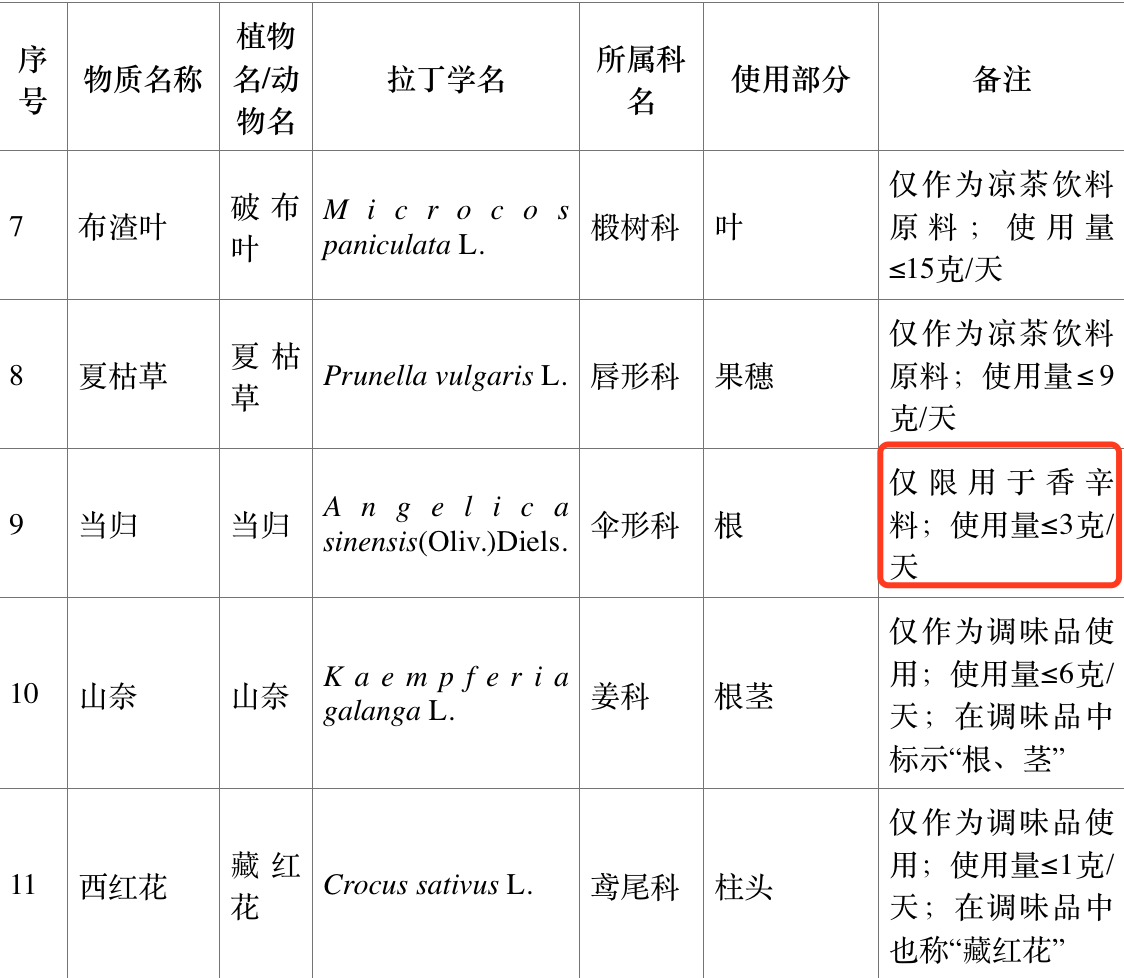 序号
物质名称
植物名/动物名
拉丁学名
所属科名
使用部分
备注
7
布渣叶
破布
叶
Microcos
paniculata L.
椴树科
叶
仅作为凉茶饮料
原料；使用量
≤15克/天
8
夏枯草
夏枯
草
Prunella vulgaris L.
唇形科
果穗
仅作为凉茶饮料
原料；使用量≤9
克/天
9
当归
当归
Angelica
sinensis(Oliv.)Diels.
伞形科
根
仅限用于香辛
料；使用量≤3克/
天
10
山奈
山奈
Kaempferia
galanga L.
姜科
根茎
仅作为调味品使
用；使用量≤6克/
天；在调味品中
标示“根、茎”
11
西红花
藏红
花
Crocus sativus L.
鸢尾科
柱头
仅作为调味品使
用；使用量≤1克/
天；在调味品中
也称“藏红花”